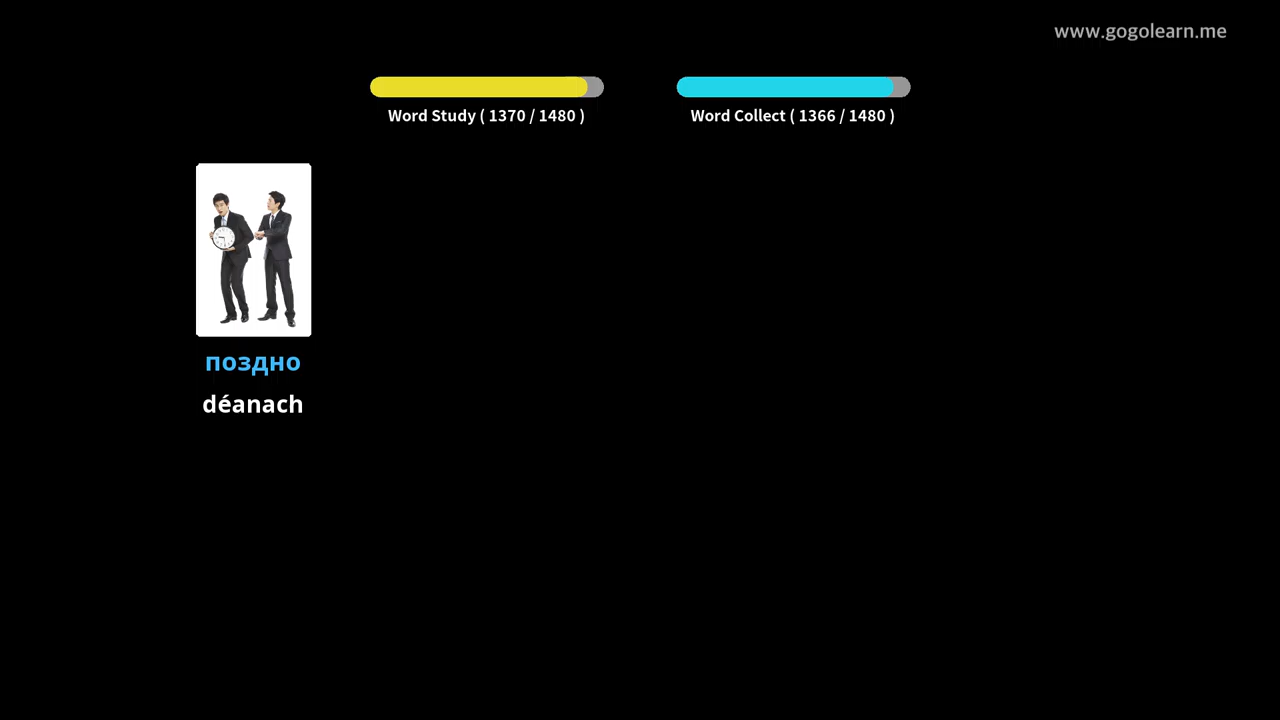 www.gogolearn.me
Word Study ( 1370 / 1480 )
Word Collect ( 1366 / 1480 )
поздно
déanach